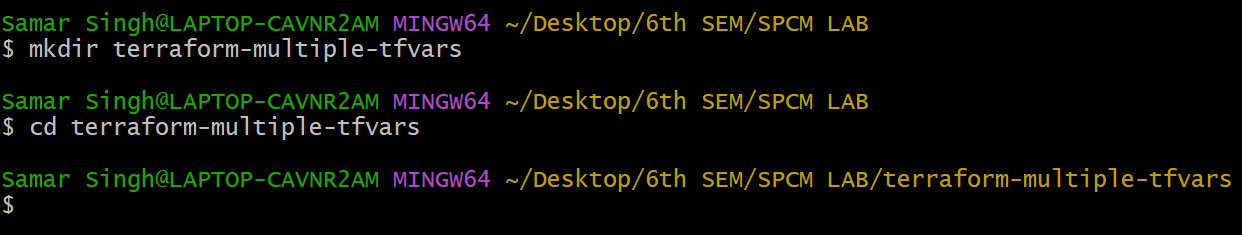 Samar Singh@LAPTOP-CAVNR2AM MINGW64 ~/Desktop/6th SEM/SPCM LAB
$ mkdir terraform-multiple-tfvars
Samar Singh@LAPTOP-CAVNR2AM MINGW64 ~/Desktop/6th SEM/SPCM LAB
$ cd terraform-multiple-tfvars
Samar Singh@LAPTOP-CAVNR2AM MINGW64 ~/Desktop/6th SEM/SPCM LAB/terraform-multiple-tfvars
$